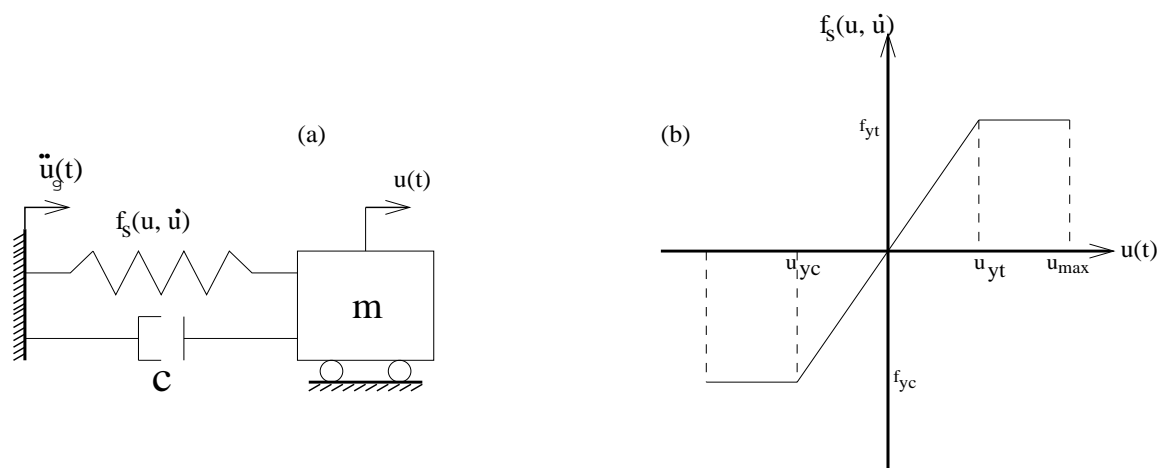 (a)
ü_g(t)
f_s(u, u̇)
u(t)
m
c
f_s(u, u̇)
(b)
f_yt
u_yc
u_yt
u_max
u(t)
f_yc